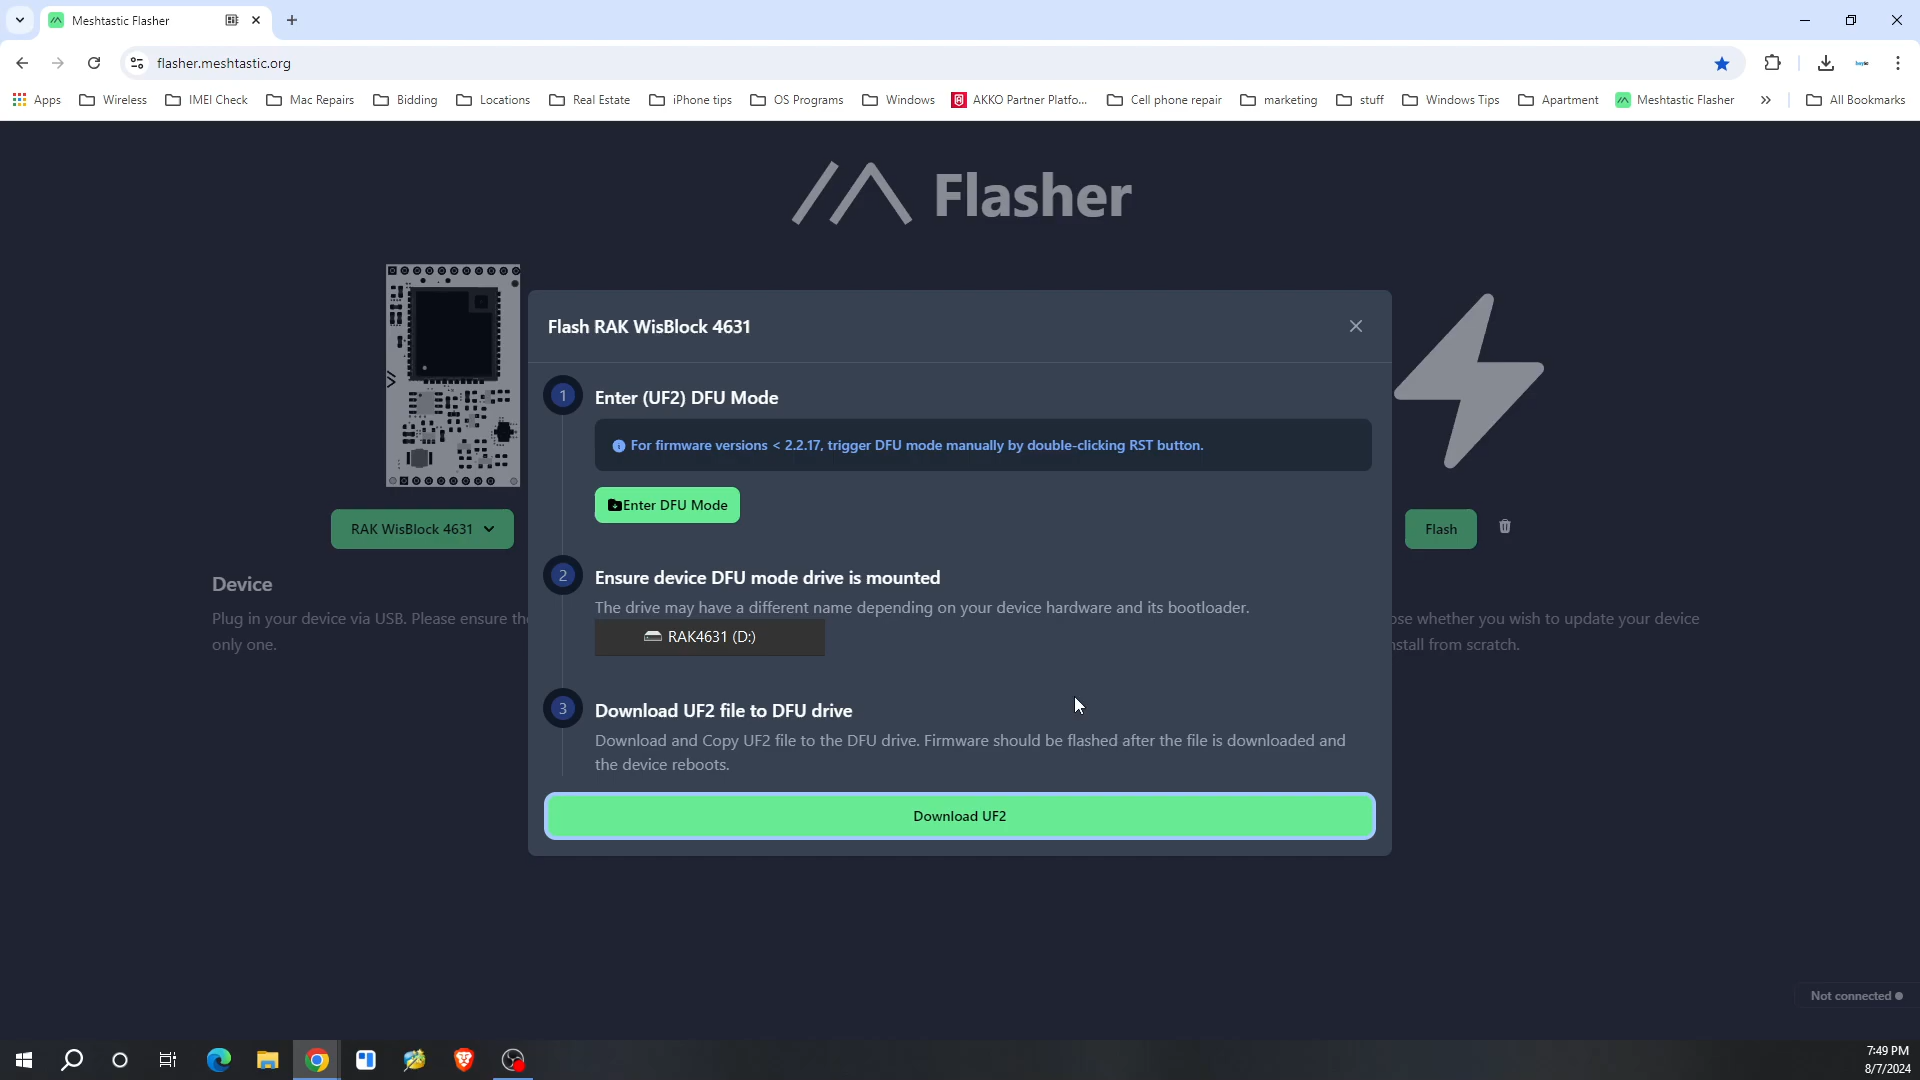 Meshtastic Flasher
flasher.meshtastic.org
Apps Wireless IMEI Check Mac Repairs Bidding Locations Real Estate iPhone tips OS Programs Windows AKKO Partner Platfo... Cell phone repair marketing stuff Windows Tips Apartment Meshtastic Flasher » All Bookmarks
Flasher
Flash RAK WisBlock 4631
1 Enter (UF2) DFU Mode
For firmware versions < 2.2.17, trigger DFU mode manually by double-clicking RST button.
Enter DFU Mode
RAK WisBlock 4631
Flash
2 Ensure device DFU mode drive is mounted
Device
The drive may have a different name depending on your device hardware and its bootloader.
Plug in your device via USB. Please ensure the
only one.
RAK4631 (D:)
ose whether you wish to update your device
nstall from scratch.
3 Download UF2 file to DFU drive
Download and Copy UF2 file to the DFU drive. Firmware should be flashed after the file is downloaded and
the device reboots.
Download UF2
Not connected
7:49 PM
8/7/2024